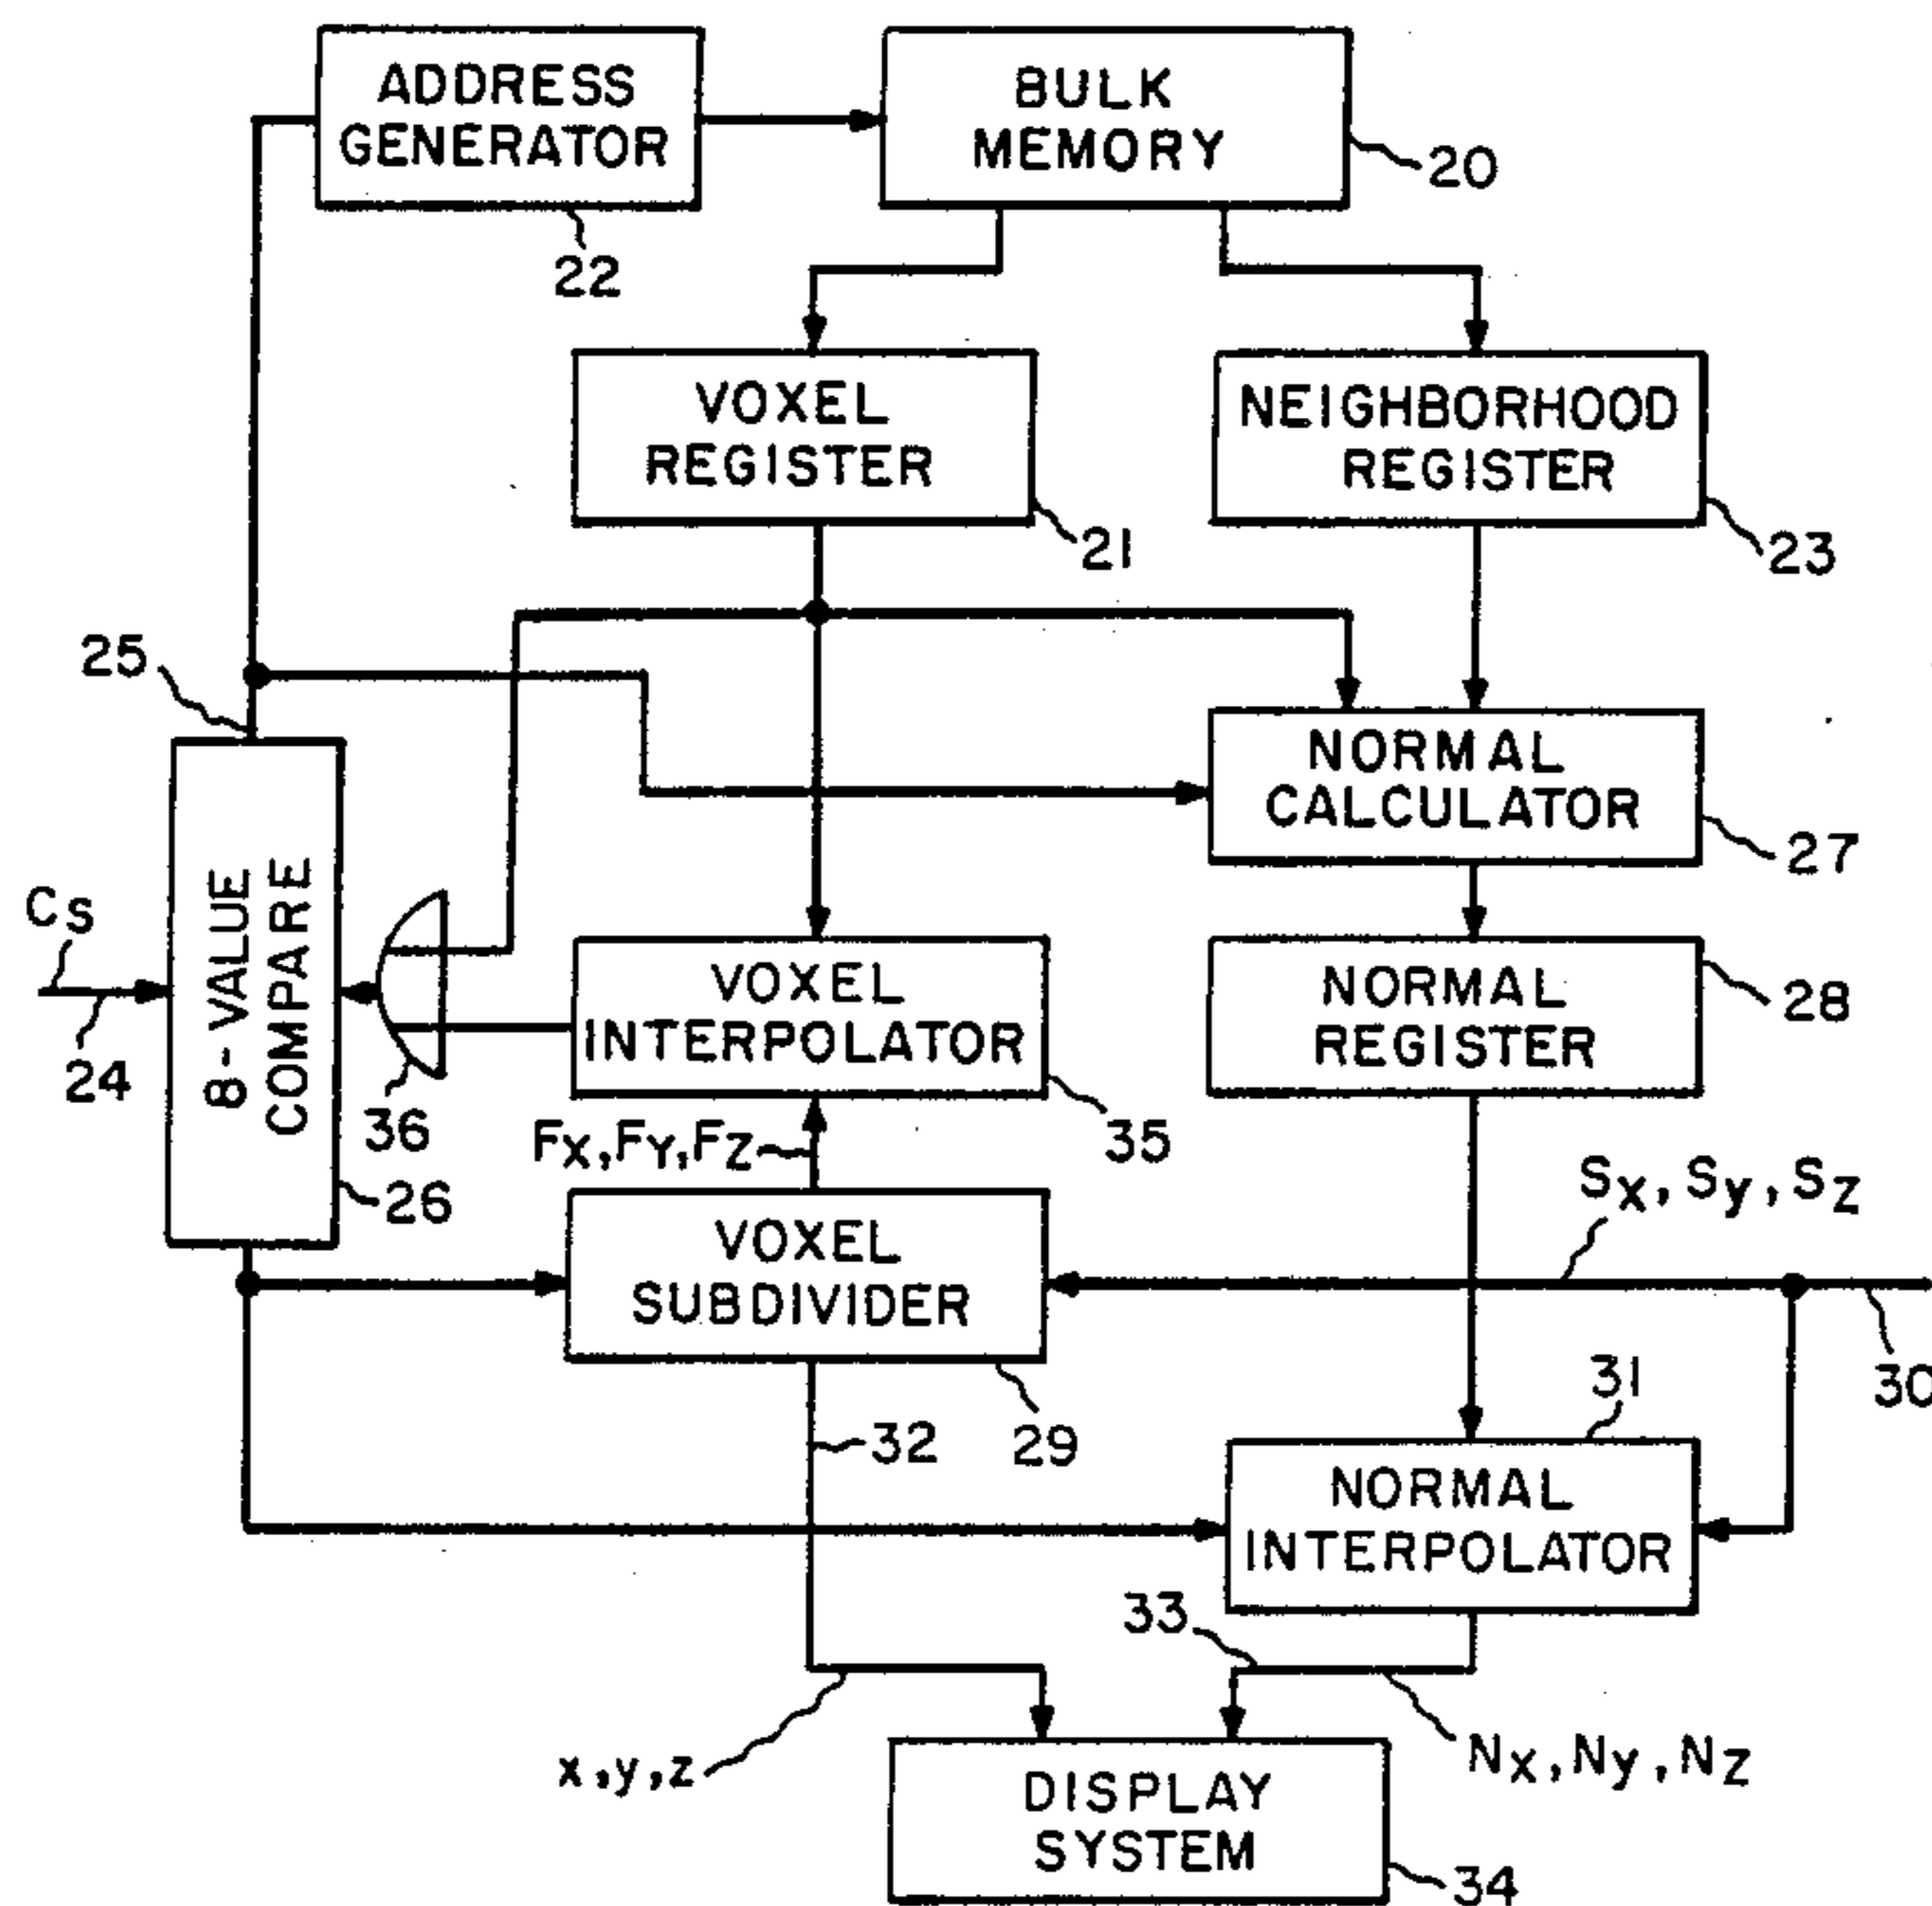 ADDRESS
GENERATOR
BULK
MEMORY
20
22
VOXEL
REGISTER
NEIGHBORHOOD
REGISTER
21
23
25
NORMAL
CALCULATOR
27
Cs
8-VALUE
COMPARE
VOXEL
INTERPOLATOR
NORMAL
REGISTER
28
24
36
35
Fx, Fy, Fz
26
Sx, Sy, Sz
VOXEL
SUBDIVIDER
30
31
32
29
NORMAL
INTERPOLATOR
33
x, y, z
Nx, Ny, Nz
DISPLAY
SYSTEM
34